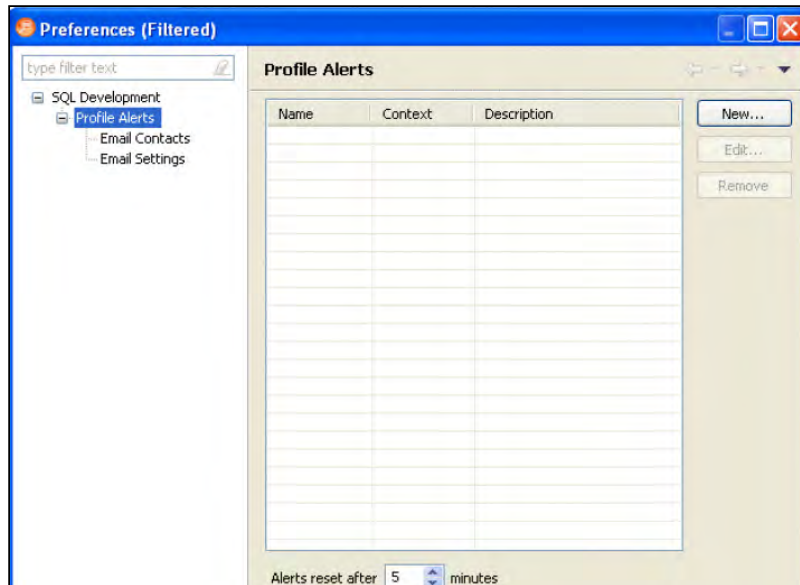 Preferences (Filtered)
type filter text
SQL Development
Profile Alerts
Email Contacts
Email Settings
Profile Alerts
Name Context Description
New...
Edit...
Remove
Alerts reset after 5 minutes